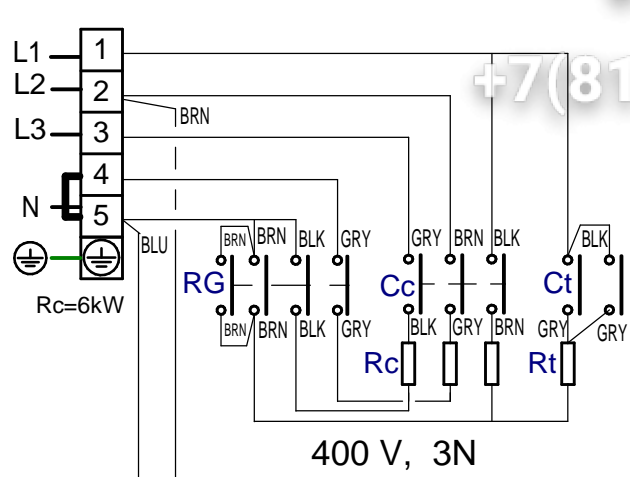 L1
1
L2
2
BRN
L3
3
4
N
5
BLU
Rc=6kW
+7(81
BRN BRN BLK GRY
GRY BRN BLK
BLK
RG
Cc
Ct
BRN BRN BLK GRY
BLK GRY BRN
GRY GRY
Rc
Rt
400 V, 3N